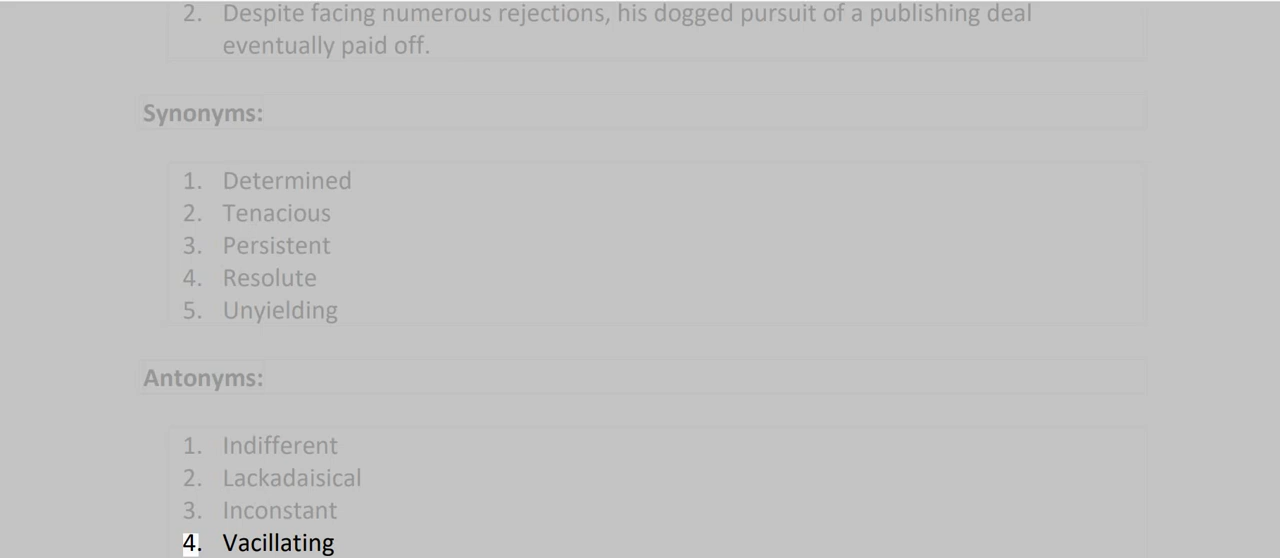 2. Despite facing numerous rejections, his dogged pursuit of a publishing deal
eventually paid off.
Synonyms:
1. Determined
2. Tenacious
3. Persistent
4. Resolute
5. Unyielding
Antonyms:
1. Indifferent
2. Lackadaisical
3. Inconstant
4. Vacillating